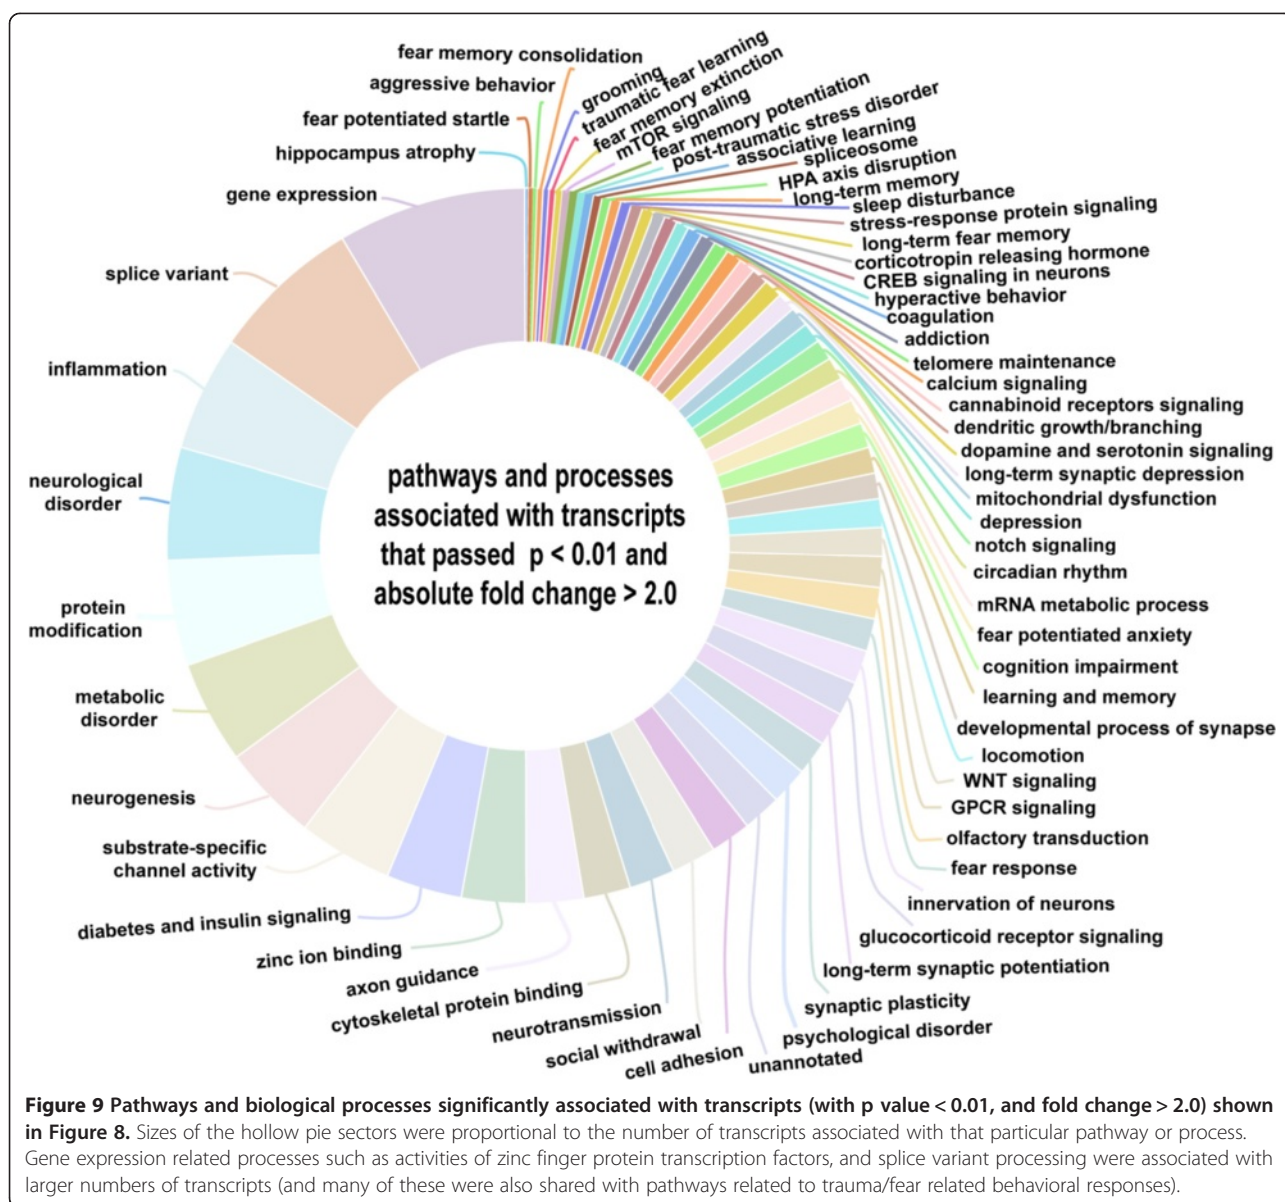 fear memory consolidation
aggressive behavior
fear potentiated startle
hippocampus atrophy
gene expression
splice variant
inflammation
neurological
disorder
protein
modification
metabolic
disorder
neurogenesis
substrate-specific
channel activity
diabetes and insulin signaling
zinc ion binding
axon guidance
cytoskeletal protein binding
neurotransmission
social withdrawal
cell adhesion
unannotated
psychological disorder
synaptic plasticity
long-term synaptic potentiation
glucocorticoid receptor signaling
innervation of neurons
fear response
olfactory transduction
GPCR signaling
WNT signaling
locomotion
developmental process of synapse
learning and memory
cognition impairment
fear potentiated anxiety
mRNA metabolic process
circadian rhythm
notch signaling
depression
mitochondrial dysfunction
long-term synaptic depression
dopamine and serotonin signaling
dendritic growth/branching
cannabinoid receptors signaling
calcium signaling
telomere maintenance
addiction
coagulation
hyperactive behavior
CREB signaling in neurons
corticotropin releasing hormone
long-term fear memory
stress-response protein signaling
sleep disturbance
long-term memory
HPA axis disruption
spliceosome
associative learning
post-traumatic stress disorder
fear memory potentiation
mTOR signaling
fear memory extinction
traumatic fear learning
grooming
pathways and processes
associated with transcripts
that passed p < 0.01 and
absolute fold change > 2.0
Figure 9 Pathways and biological processes significantly associated with transcripts (with p value < 0.01, and fold change > 2.0) shown
in Figure 8. Sizes of the hollow pie sectors were proportional to the number of transcripts associated with that particular pathway or process.
Gene expression related processes such as activities of zinc finger protein transcription factors, and splice variant processing were associated with
larger numbers of transcripts (and many of these were also shared with pathways related to trauma/fear related behavioral responses).